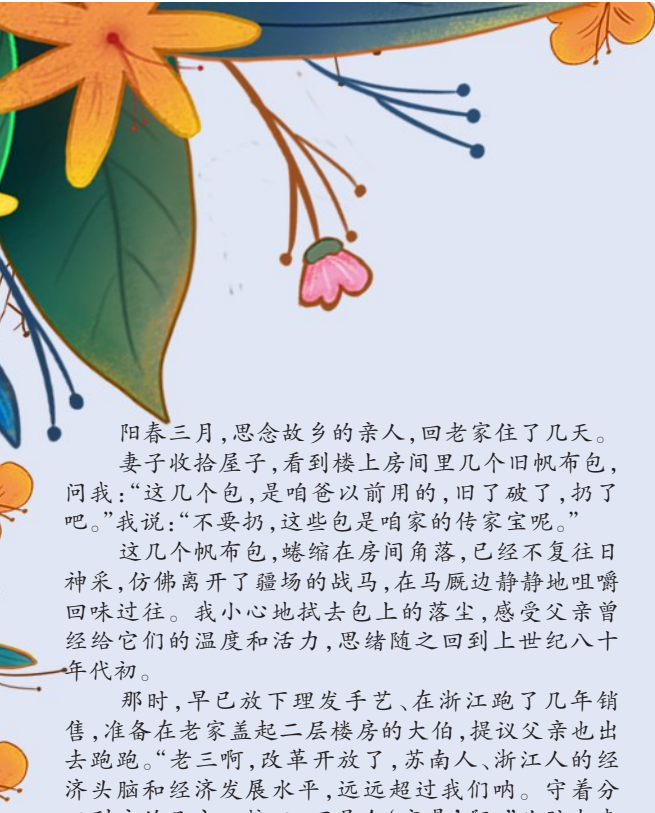 阳春三月，思念故乡的亲人，回老家住了几天。
妻子收拾屋子，看到楼上房间里几个旧帆布包，
问我：“这几个包，是咱爸以前用的，旧了破了，扔了
吧。”我说：“不要扔，这些包是咱家的传家宝呢。”
这几个帆布包，蜷缩在房间角落，已经不复往日
神采，仿佛离开了疆场的战马，在马厩边静静地咀嚼
回味过往。我小心地拭去包上的落尘，感受父亲曾
经给它们的温度和活力，思绪随之回到上世纪八十
年代初。
那时，早已放下理发手艺、在浙江跑了几年销
售，准备在老家盖起二层楼房的大伯，提议父亲也出
去跑跑。“老三啊，改革开放了，苏南人、浙江人的经
济头脑和经济发展水平，远远超过我们呐。守着分